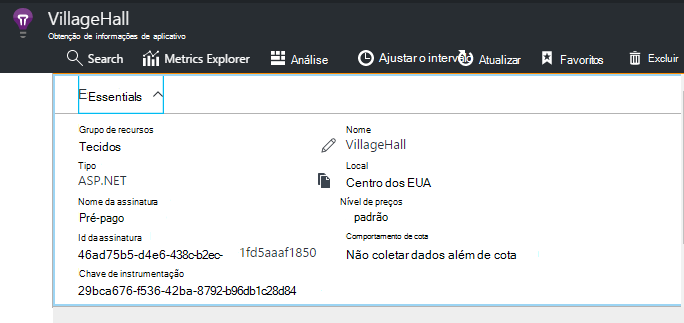 VillageHall
Obtenção de informações de aplicativo
Search Metrics Explorer Análise Ajustar o intervalo Atualizar Favoritos Excluir
Essentials
Grupo de recursos
Tecidos
Nome
VillageHall
Tipo
ASP.NET
Local
Centro dos EUA
Nome da assinatura
Pré-pago
Nível de preços
padrão
Id da assinatura
46ad75b5-d4e6-438c-b2ec-1fd5aaaf1850
Comportamento de cota
Não coletar dados além de cota
Chave de instrumentação
29bca676-f536-42ba-8792-b96db1c28d84